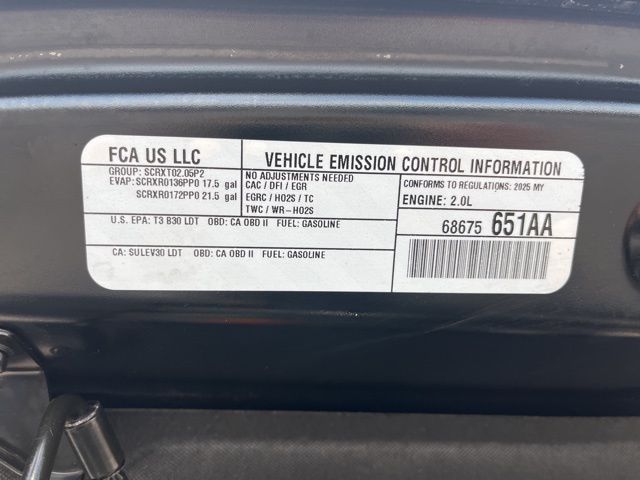 FCA US LLC
VEHICLE EMISSION CONTROL INFORMATION
GROUP: SCRXT02.05P2
EVAP: SCRXR0136PP0 17.5 gal
SCRXR0172PP0 21.5 gal
NO ADJUSTMENTS NEEDED
CAC / DFI / EGR
EGRC / HO2S / TC
TWC / WR-HO2S
CONFORMS TO REGULATIONS: 2025 MY
ENGINE: 2.0L
U.S. EPA: T3 B30 LDT OBD: CA OBD II FUEL: GASOLINE
68675 651AA
CA: SULEV30 LDT OBD: CA OBD II FUEL: GASOLINE